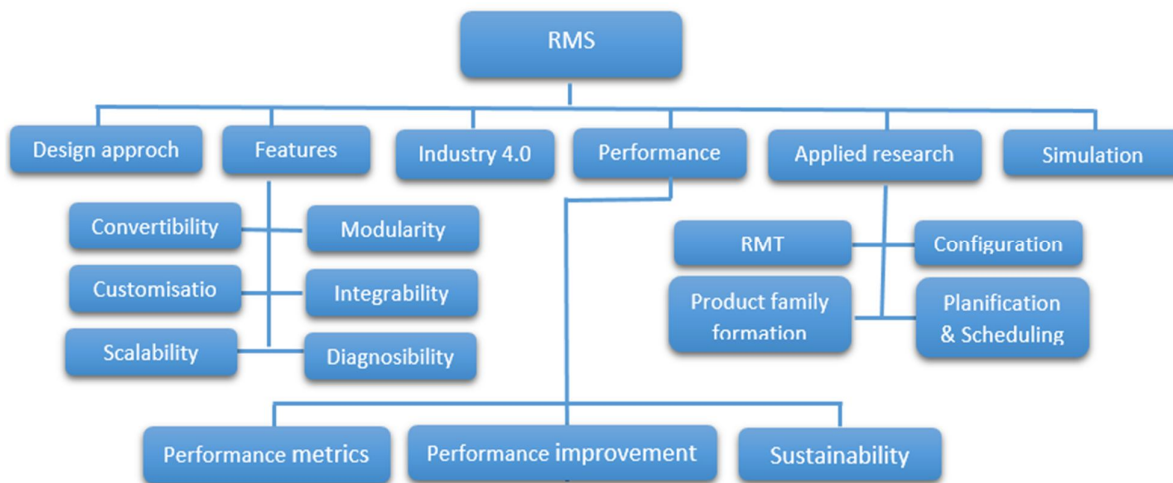 RMS
Design approch
Features
Industry 4.0
Performance
Applied research
Simulation
Convertibility
Modularity
RMT
Configuration
Customisatio
Integrability
Product family
formation
Planification
& Scheduling
Scalability
Diagnosibility
Performance metrics
Performance improvement
Sustainability